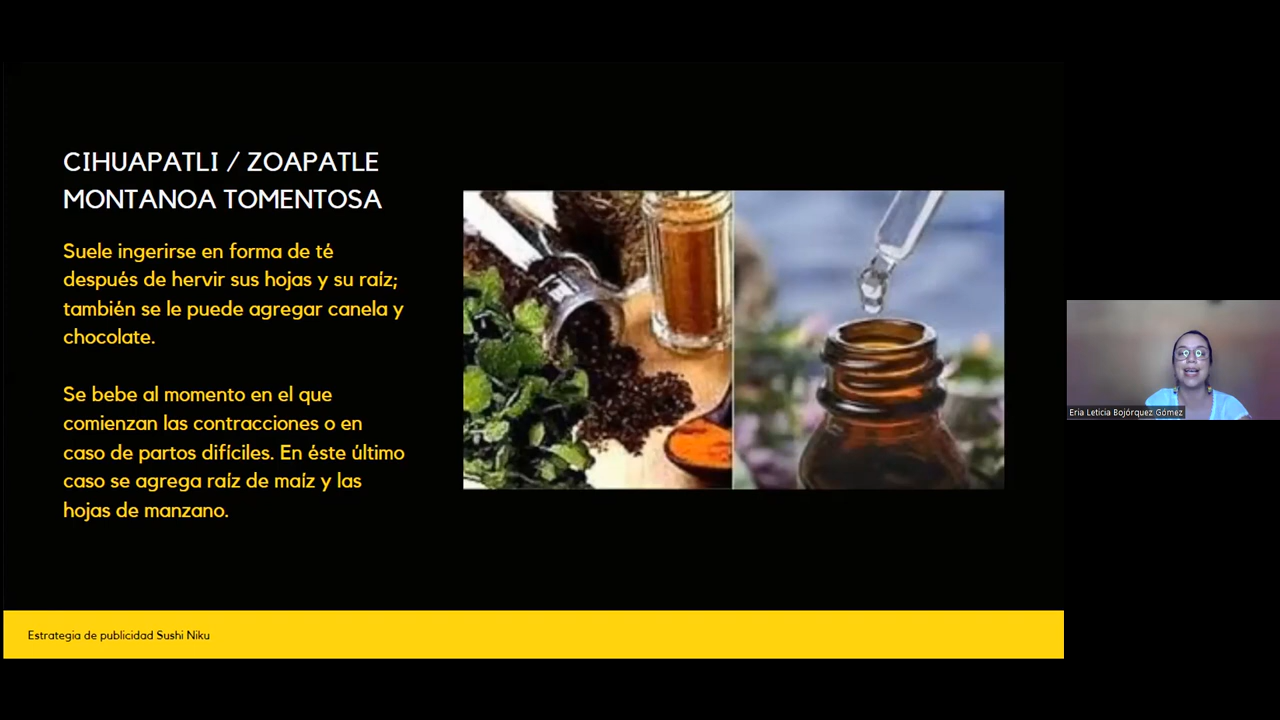 CIHUAPATLI / ZOAPATLE
MONTANOA TOMENTOSA
Suele ingerirse en forma de té
después de hervir sus hojas y su raíz;
también se le puede agregar canela y
chocolate.
Se bebe al momento en el que
comienzan las contracciones o en
caso de partos difíciles. En éste último
caso se agrega raíz de maíz y las
hojas de manzano.
Estrategia de publicidad Sushi Niku
Eria Leticia Bojórquez Gómez